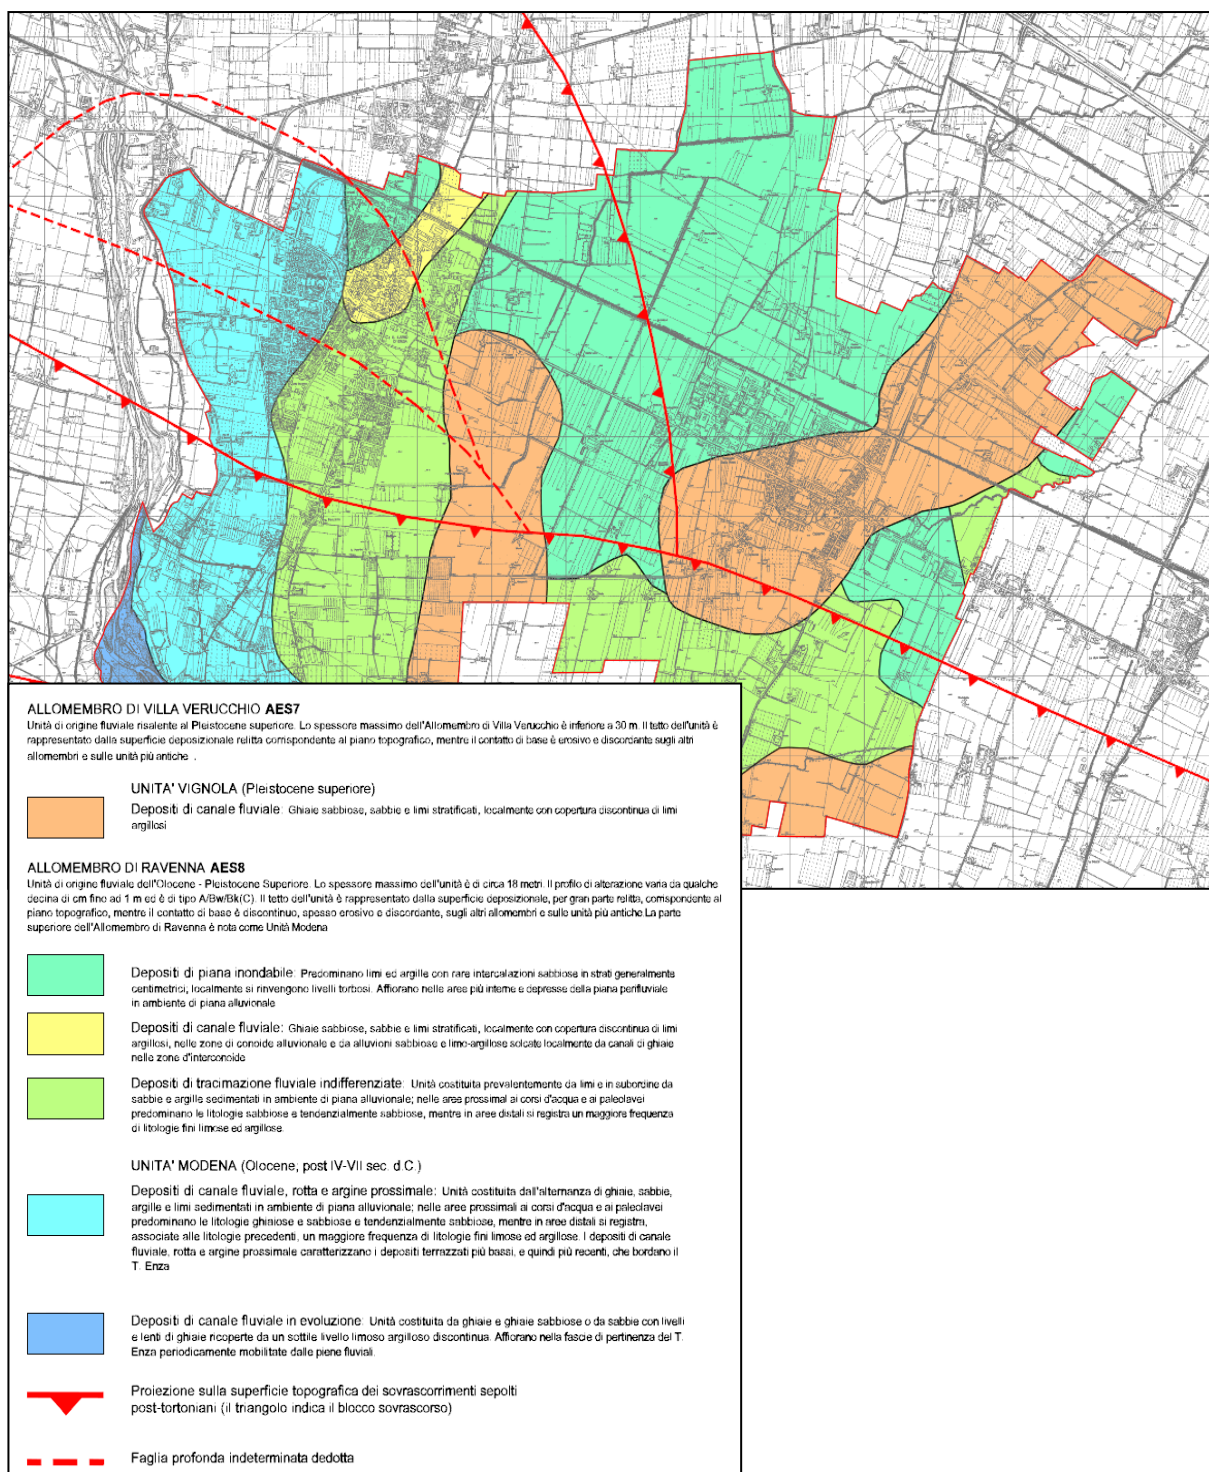 ALLOMEMBRO DI VILLA VERUCCHIO AES7
Unità di origine fluviale risalente al Pleistocene superiore. Lo spessore massimo dell'Allomembro di Villa Verucchio è inferiore a 30 m. Il tetto dell'unità è
rappresentato dalla superficie deposizionale relitta corrispondente al piano topografico, mentre il contatto di base è erosivo e discordante sugli altri
allomembri e sulle unità più antiche .
UNITA' VIGNOLA (Pleistocene superiore)
Depositi di canale fluviale: Ghiaie sabbiose, sabbie e limi stratificati, localmente con copertura discontinua di limi
argillosi
ALLOMEMBRO DI RAVENNA AES8
Unità di origine fluviale dell'Olocene - Pleistocene Superiore. Lo spessore massimo dell'unità è di circa 18 metri. Il profilo di alterazione varia da qualche
decina di cm fino ad 1 m ed è di tipo A/Bw/Bk(C). Il tetto dell'unità è rappresentato dalla superficie deposizionale, per gran parte relitta, corrispondente al
piano topografico, mentre il contatto di base è discontinuo, spesso erosivo e discordante, sugli altri allomembri e sulle unità più antiche.La parte
superiore dell'Allomembro di Ravenna è nota come Unità Modena
Depositi di piana inondabile: Predominano limi ed argille con rare intercalazioni sabbiose in strati generalmente
centimetrici; localmente si rinvengono livelli torbosi. Affiorano nelle aree più interne e depresse della piana perifluviale
in ambiente di piana alluvionale
Depositi di canale fluviale: Ghiaie sabbiose, sabbie e limi stratificati, localmente con copertura discontinua di limi
argillosi, nelle zone di conoide alluvionale e da alluvioni sabbiose e limo-argillose solcate localmente da canali di ghiaie
nelle zone d'interconoide
Depositi di tracimazione fluviale indifferenziate: Unità costituita prevalentemente da limi e in subordine da
sabbie e argille sedimentati in ambiente di piana alluvionale; nelle aree prossimal ai corsi d'acqua e ai paleolavei
predominano le litologie sabbiose e tendenzialmente sabbiose, mentre in aree distali si registra un maggiore frequenza
di litologie fini limose ed argillose.
UNITA' MODENA (Olocene; post IV-VII sec. d.C.)
Depositi di canale fluviale, rotta e argine prossimale: Unità costituita dall'alternanza di ghiaie, sabbie,
argille e limi sedimentati in ambiente di piana alluvionale; nelle aree prossimali ai corsi d'acqua e ai paleolavei
predominano le litologie ghiaiose e sabbiose e tendenzialmente sabbiose, mentre in aree distali si registra,
associate alle litologie precedenti, un maggiore frequenza di litologie fini limose ed argillose. I depositi di canale
fluviale, rotta e argine prossimale caratterizzano i depositi terrazzati più bassi, e quindi più recenti, che bordano il
T. Enza
Depositi di canale fluviale in evoluzione: Unità costituita da ghiaie e ghiaie sabbiose o da sabbie con livelli
e lenti di ghiaie ricoperte da un sottile livello limoso argilloso discontinua. Affiorano nella fascie di pertinenza del T.
Enza periodicamente mobilitate dalle piene fluviali.
Proiezione sulla superficie topografica dei sovrascorrimenti sepolti
post-tortoniani (il triangolo indica il blocco sovrascorso)
Faglia profonda indeterminata dedotta